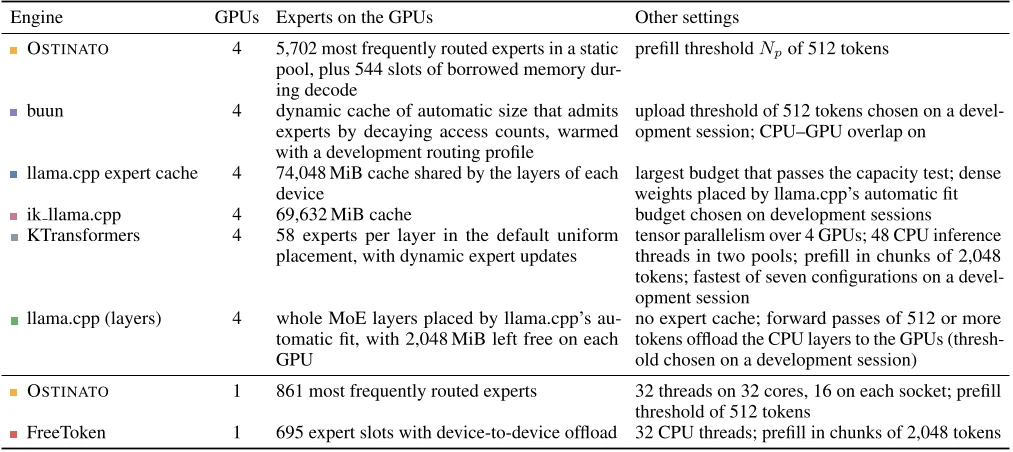 Engine GPUs Experts on the GPUs Other settings
OSTINATO 4 5,702 most frequently routed experts in a static prefill threshold Np of 512 tokens
pool, plus 544 slots of borrowed memory dur-
ing decode
buun 4 dynamic cache of automatic size that admits upload threshold of 512 tokens chosen on a devel-
experts by decaying access counts, warmed opment session; CPU–GPU overlap on
with a development routing profile
llama.cpp expert cache 4 74,048 MiB cache shared by the layers of each largest budget that passes the capacity test; dense
device weights placed by llama.cpp's automatic fit
ik_llama.cpp 4 69,632 MiB cache budget chosen on development sessions
KTransformers 4 58 experts per layer in the default uniform tensor parallelism over 4 GPUs; 48 CPU inference
placement, with dynamic expert updates threads in two pools; prefill in chunks of 2,048
tokens; fastest of seven configurations on a devel-
opment session
llama.cpp (layers) 4 whole MoE layers placed by llama.cpp's au- no expert cache; forward passes of 512 or more
tomatic fit, with 2,048 MiB left free on each tokens offload the CPU layers to the GPUs (thresh-
GPU old chosen on a development session)
OSTINATO 1 861 most frequently routed experts 32 threads on 32 cores, 16 on each socket; prefill
threshold of 512 tokens
FreeToken 1 695 expert slots with device-to-device offload 32 CPU threads; prefill in chunks of 2,048 tokens